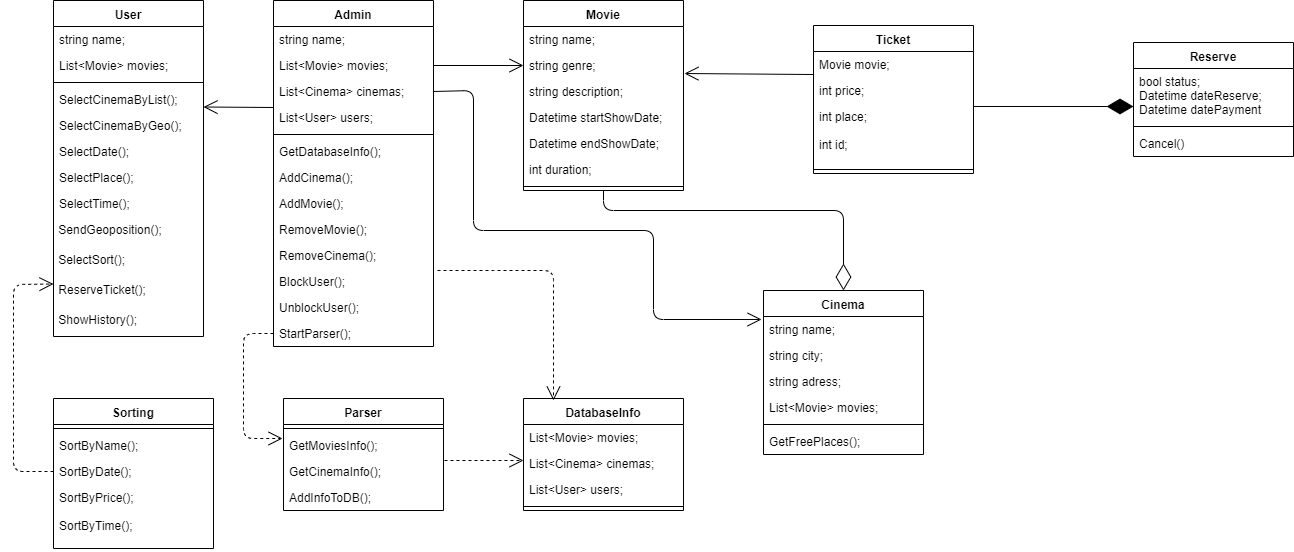 User
string name;
List<Movie> movies;
SelectCinemaByList();
SelectCinemaByGeo();
SelectDate();
SelectPlace();
SelectTime();
SendGeoposition();
SelectSort();
ReserveTicket();
ShowHistory();
Admin
string name;
List<Movie> movies;
List<Cinema> cinemas;
List<User> users;
GetDatabaseInfo();
AddCinema();
AddMovie();
RemoveMovie();
RemoveCinema();
BlockUser();
UnblockUser();
StartParser();
Movie
string name;
string genre;
string description;
Datetime startShowDate;
Datetime endShowDate;
int duration;
Ticket
Movie movie;
int price;
int place;
int id;
Reserve
bool status;
Datetime dateReserve;
Datetime datePayment
Cancel()
Cinema
string name;
string city;
string adress;
List<Movie> movies;
GetFreePlaces();
Sorting
SortByName();
SortByDate();
SortByPrice();
SortByTime();
Parser
GetMoviesInfo();
GetCinemaInfo();
AddInfoToDB();
DatabaseInfo
List<Movie> movies;
List<Cinema> cinemas;
List<User> users;